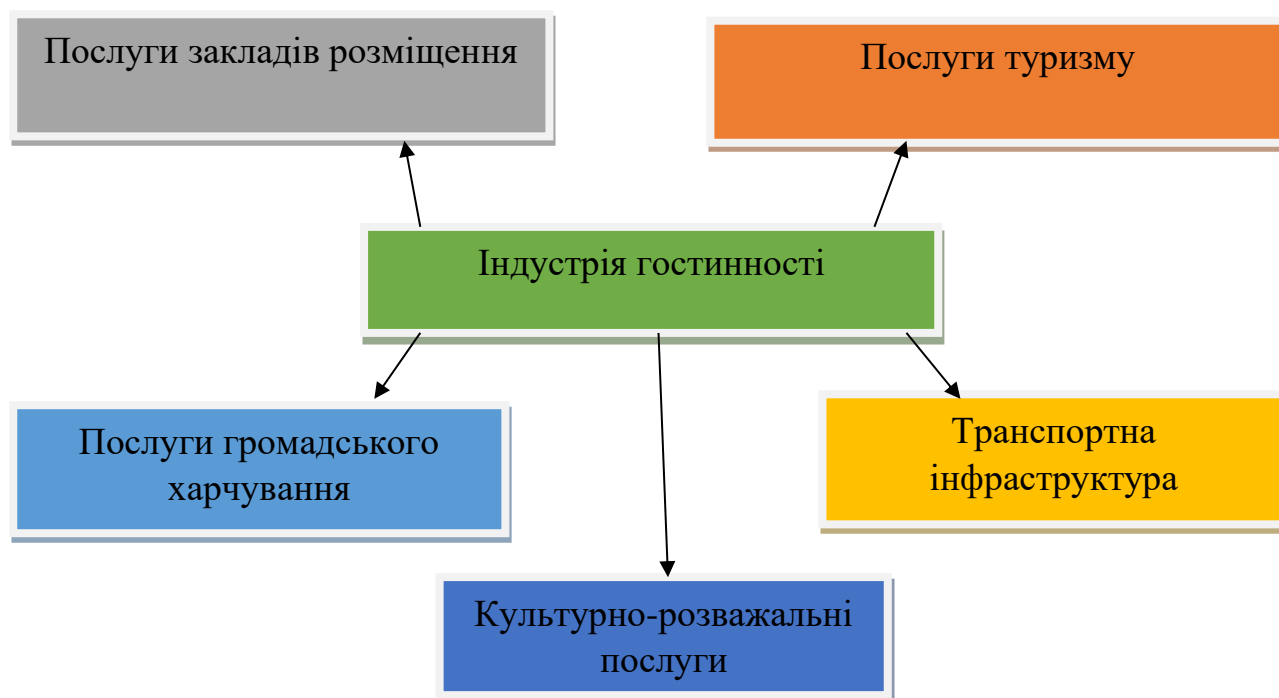 Послуги закладів розміщення
Послуги туризму
Індустрія гостинності
Послуги громадського
харчування
Транспортна
інфраструктура
Культурно-розважальні
послуги